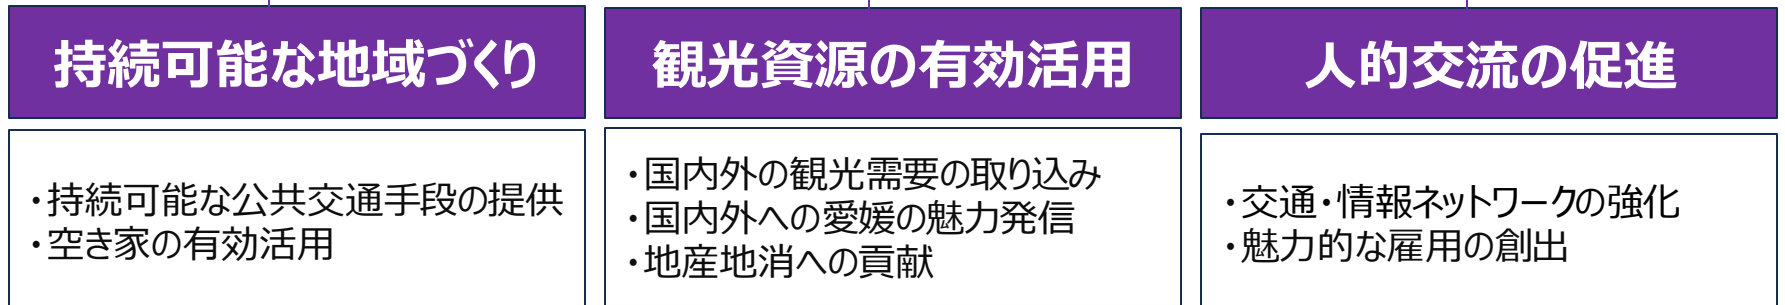 持続可能な地域づくり
・持続可能な公共交通手段の提供
・空き家の有効活用
観光資源の有効活用
・国内外の観光需要の取り込み
・国内外への愛媛の魅力発信
・地産地消への貢献
人的交流の促進
・交通・情報ネットワークの強化
・魅力的な雇用の創出